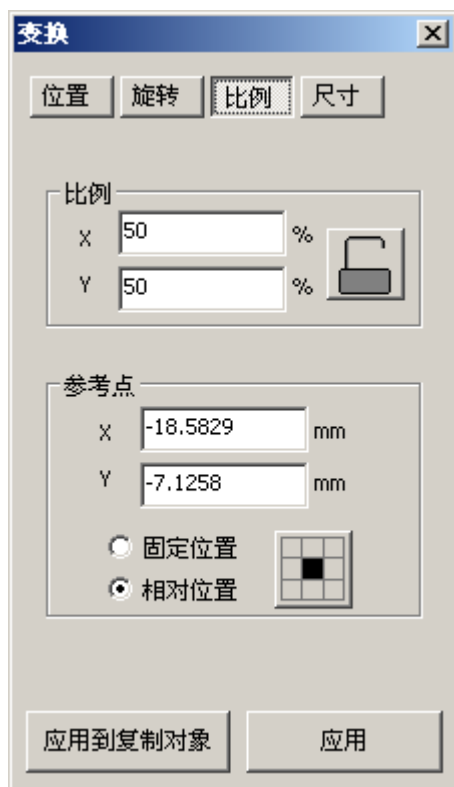 变换
位置 旋转 比例 尺寸
比例
X 50 %
Y 50 %
参考点
X -18.5829 mm
Y -7.1258 mm
固定位置
相对位置
应用到复制对象 应用